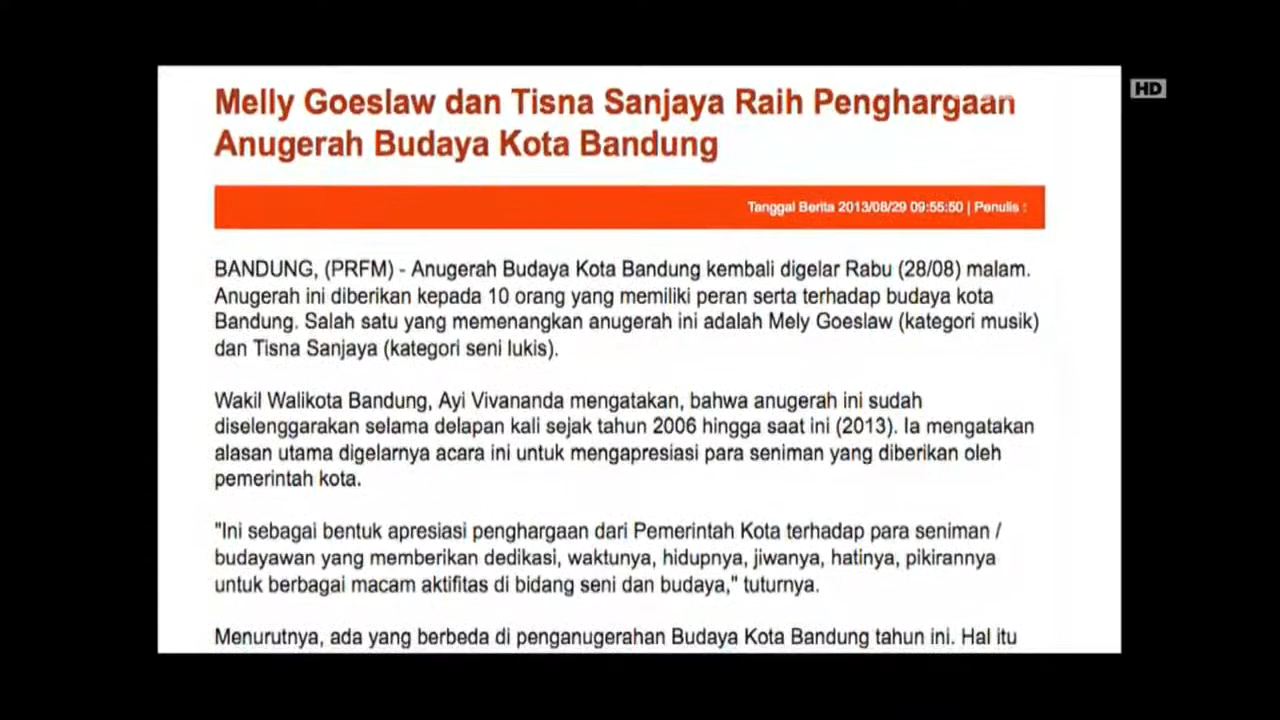 Melly Goeslaw dan Tisna Sanjaya Raih Penghargaan
Anugerah Budaya Kota Bandung
HD
Tanggal Berita 2013/08/29 09:55:50 | Penulis :
BANDUNG, (PRFM) - Anugerah Budaya Kota Bandung kembali digelar Rabu (28/08) malam.
Anugerah ini diberikan kepada 10 orang yang memiliki peran serta terhadap budaya kota
Bandung. Salah satu yang memenangkan anugerah ini adalah Mely Goeslaw (kategori musik)
dan Tisna Sanjaya (kategori seni lukis).
Wakil Walikota Bandung, Ayi Vivananda mengatakan, bahwa anugerah ini sudah
diselenggarakan selama delapan kali sejak tahun 2006 hingga saat ini (2013). Ia mengatakan
alasan utama digelarnya acara ini untuk mengapresiasi para seniman yang diberikan oleh
pemerintah kota.
"Ini sebagai bentuk apresiasi penghargaan dari Pemerintah Kota terhadap para seniman /
budayawan yang memberikan dedikasi, waktunya, hidupnya, jiwanya, hatinya, pikirannya
untuk berbagai macam aktifitas di bidang seni dan budaya," tuturnya.
Menurutnya, ada yang berbeda di penganugerahan Budaya Kota Bandung tahun ini. Hal itu